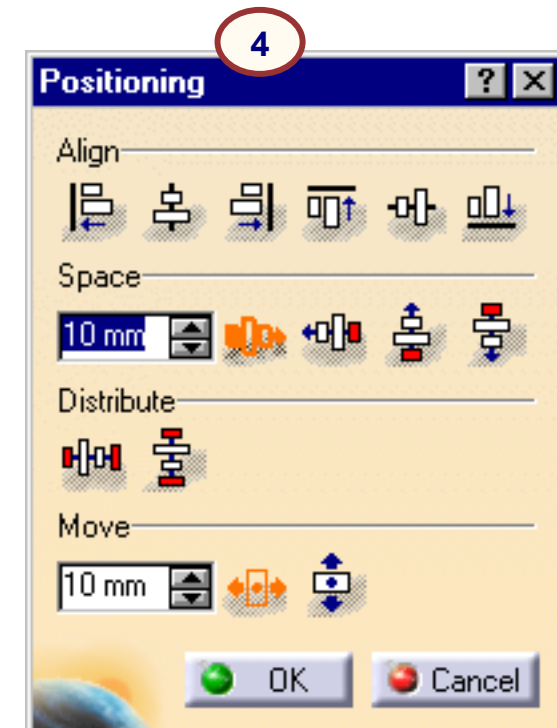 4
Positioning ? X
Align
Space
10 mm
Distribute
Move
10 mm
OK Cancel